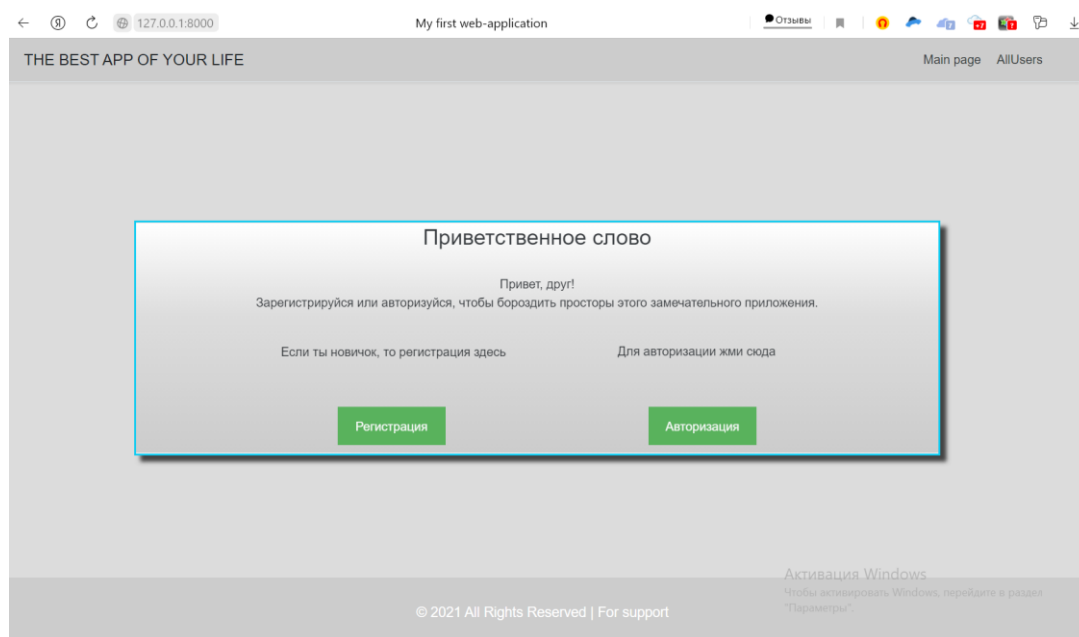 127.0.0.1:8000
My first web-application
Отзывы
THE BEST APP OF YOUR LIFE
Main page AllUsers
Приветственное слово
Привет, друг!
Зарегистрируйся или авторизуйся, чтобы бороздить просторы этого замечательного приложения.
Если ты новичок, то регистрация здесь
Для авторизации жми сюда
Регистрация
Авторизация
Активация Windows
Чтобы активировать Windows, перейдите в раздел
"Параметры".
© 2021 All Rights Reserved | For support